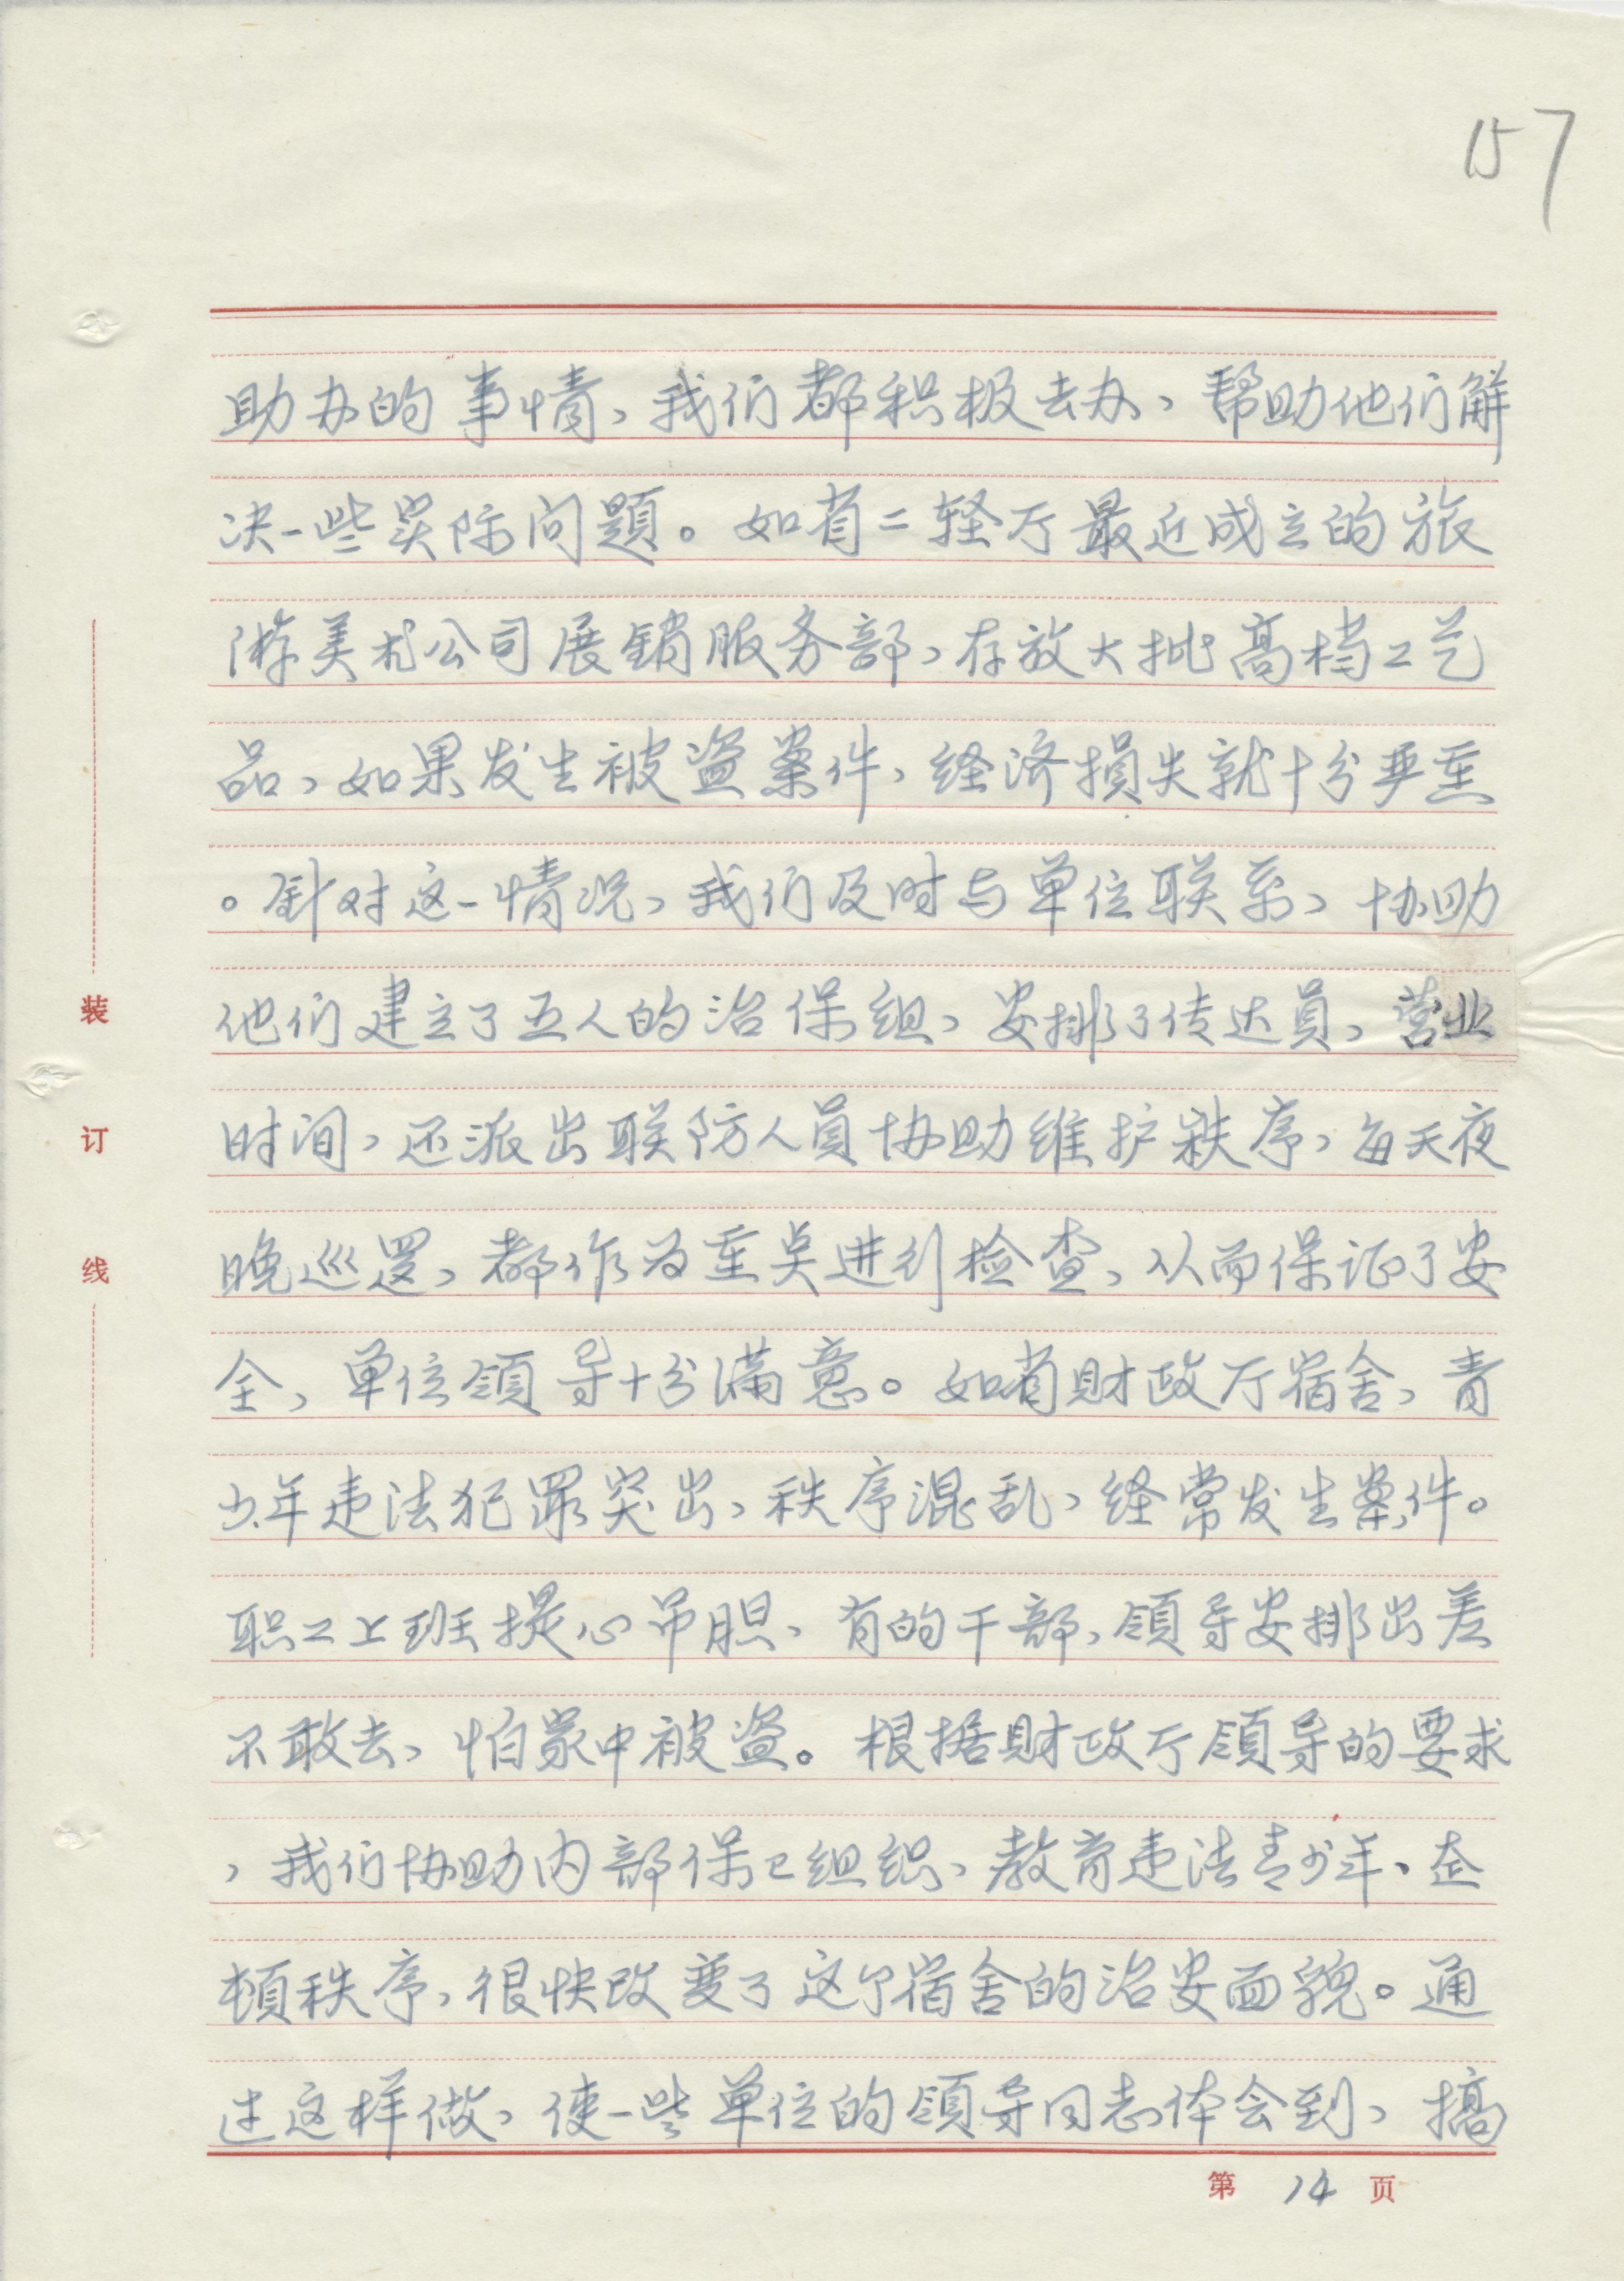 157
助办的事情，我们都积极去办，帮助他们解
决一些实际问题。如省二轻厅最近成立的旅
游美术公司展销服务部，存放大批高档工艺
品，如果发生被盗案件，经济损失就十分严重
。针对这一情况，我们及时与单位联系，协助
他们建立了五人的治保组，安排了传达员，营业
时间，还派出联防人员协助维护秩序，每天夜
晚巡逻，都作为重点进行检查，从而保证了安
全，单位领导十分满意。如省财政厅宿舍，青
少年违法犯罪突出，秩序混乱，经常发生案件。
职工上班提心吊胆，有的干部，领导安排出差
不敢去，怕家中被盗。根据财政厅领导的要求
，我们协助内部保卫组织，教育违法青少年，整
顿秩序，很快改变了这个宿舍的治安面貌。通
过这样做，使一些单位的领导同志体会到，搞
第 14 页
装
订
线